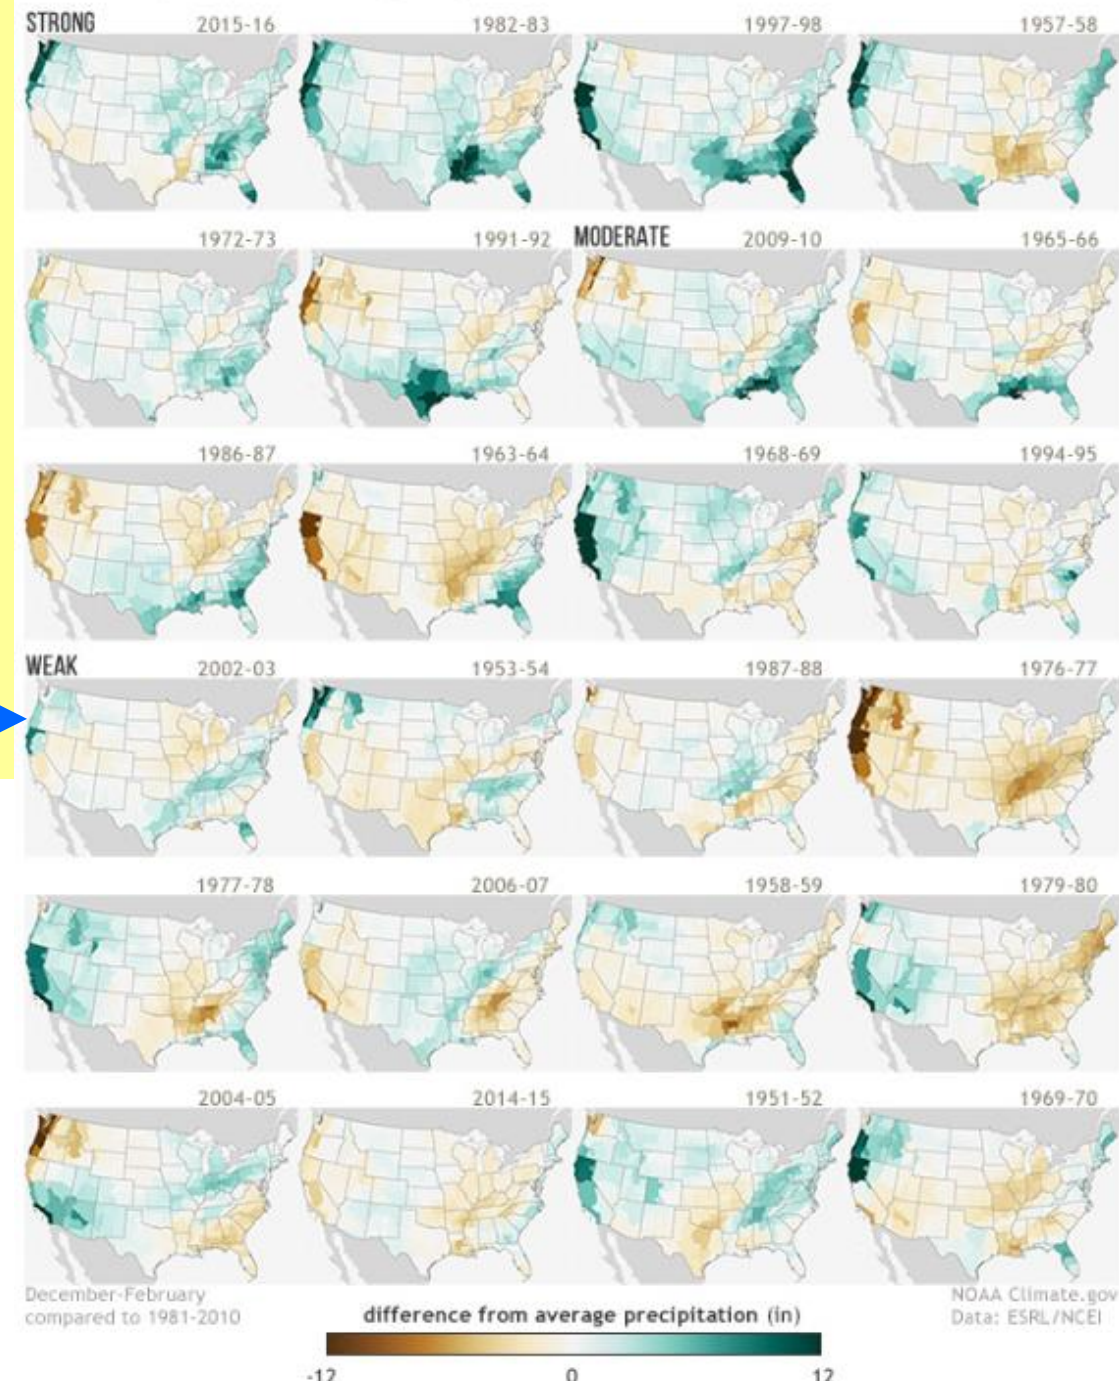 STRONG 2015-16 1982-83 1997-98 1957-58
1972-73 1991-92 MODERATE 2009-10 1965-66
1986-87 1963-64 1968-69 1994-95
WEAK 2002-03 1953-54 1987-88 1976-77
1977-78 2006-07 1958-59 1979-80
2004-05 2014-15 1951-52 1969-70
December-February
compared to 1981-2010
difference from average precipitation (in)
-12 0 12
NOAA Climate.gov
Data: ESRL/NCEI